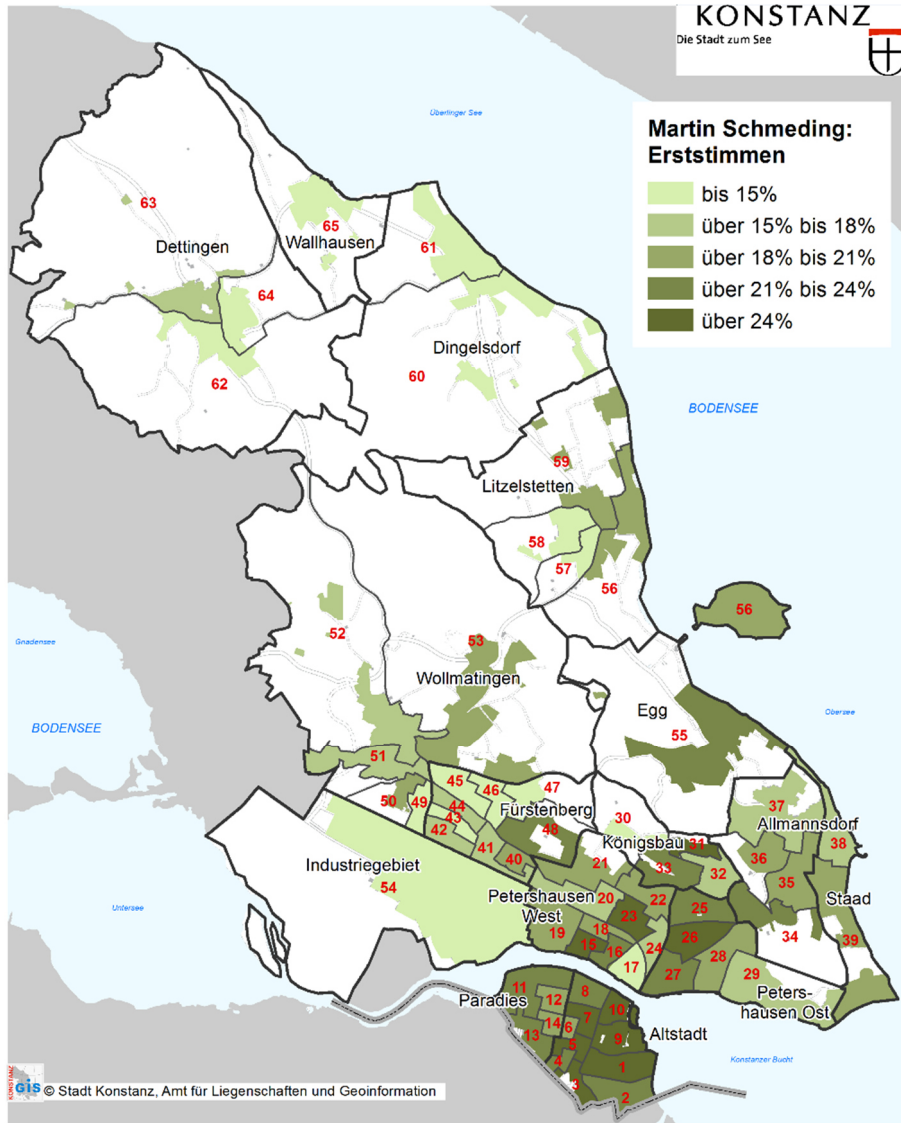 KONSTANZ
Die Stadt zum See
Überlinger See
Martin Schmeding:
Erststimmen
bis 15%
über 15% bis 18%
über 18% bis 21%
über 21% bis 24%
über 24%
63
65
61
Dettingen
Wallhausen
64
62
60
Dingelsdorf
BODENSEE
59
Litzelstetten
58
57
56
56
52
53
Gnadensee
Wollmatingen
Egg
55
Obersee
BODENSEE
51
50
49
45
46
47
44
43
42
Fürstenberg
48
41
40
30
Königsbau
31
33
32
37
Allmannsdorf
38
36
35
Staad
Industriegebiet
54
21
Petershausen
West
20
22
23
25
19
18
15
16
17
24
26
27
28
34
39
29
Peters-
hausen Ost
Untersee
Paradies
11
12
8
10
14
6
7
13
5
9
Altstadt
4
1
3
2
Konstanzer Bucht
KONSTANZ
GIS
© Stadt Konstanz, Amt für Liegenschaften und Geoinformation